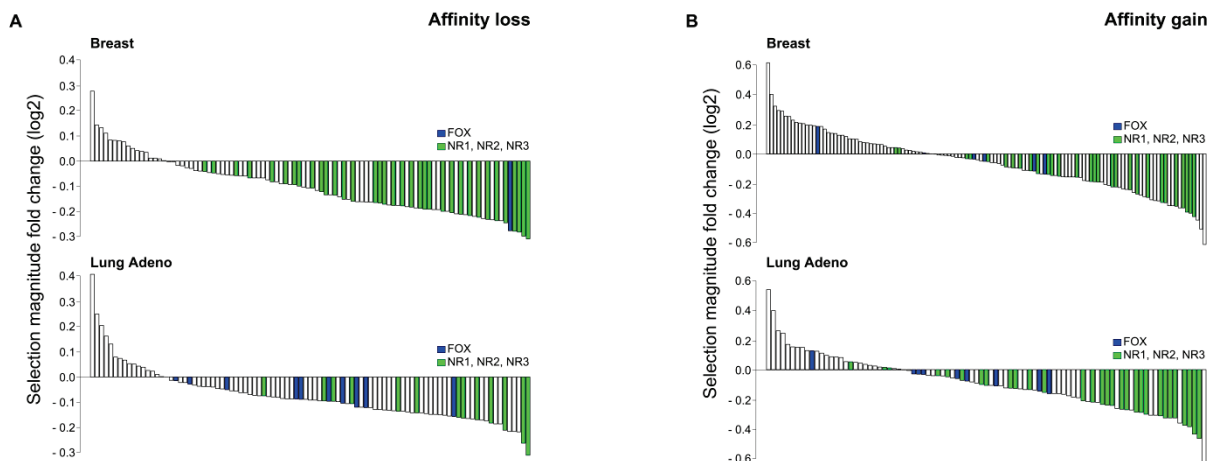 A
Affinity loss
Breast
Selection magnitude fold change (log2)
0.4
0.3
0.2
0.1
0.0
- 0.1
- 0.2
- 0.3
FOX
NR1, NR2, NR3
Lung Adeno
0.4
0.3
0.2
0.1
0.0
- 0.1
- 0.2
- 0.3
FOX
NR1, NR2, NR3
B
Affinity gain
Breast
Selection magnitude fold change (log2)
0.6
0.4
0.2
0.0
- 0.2
- 0.4
- 0.6
FOX
NR1, NR2, NR3
Lung Adeno
0.6
0.4
0.2
0.0
- 0.2
- 0.4
- 0.6
FOX
NR1, NR2, NR3